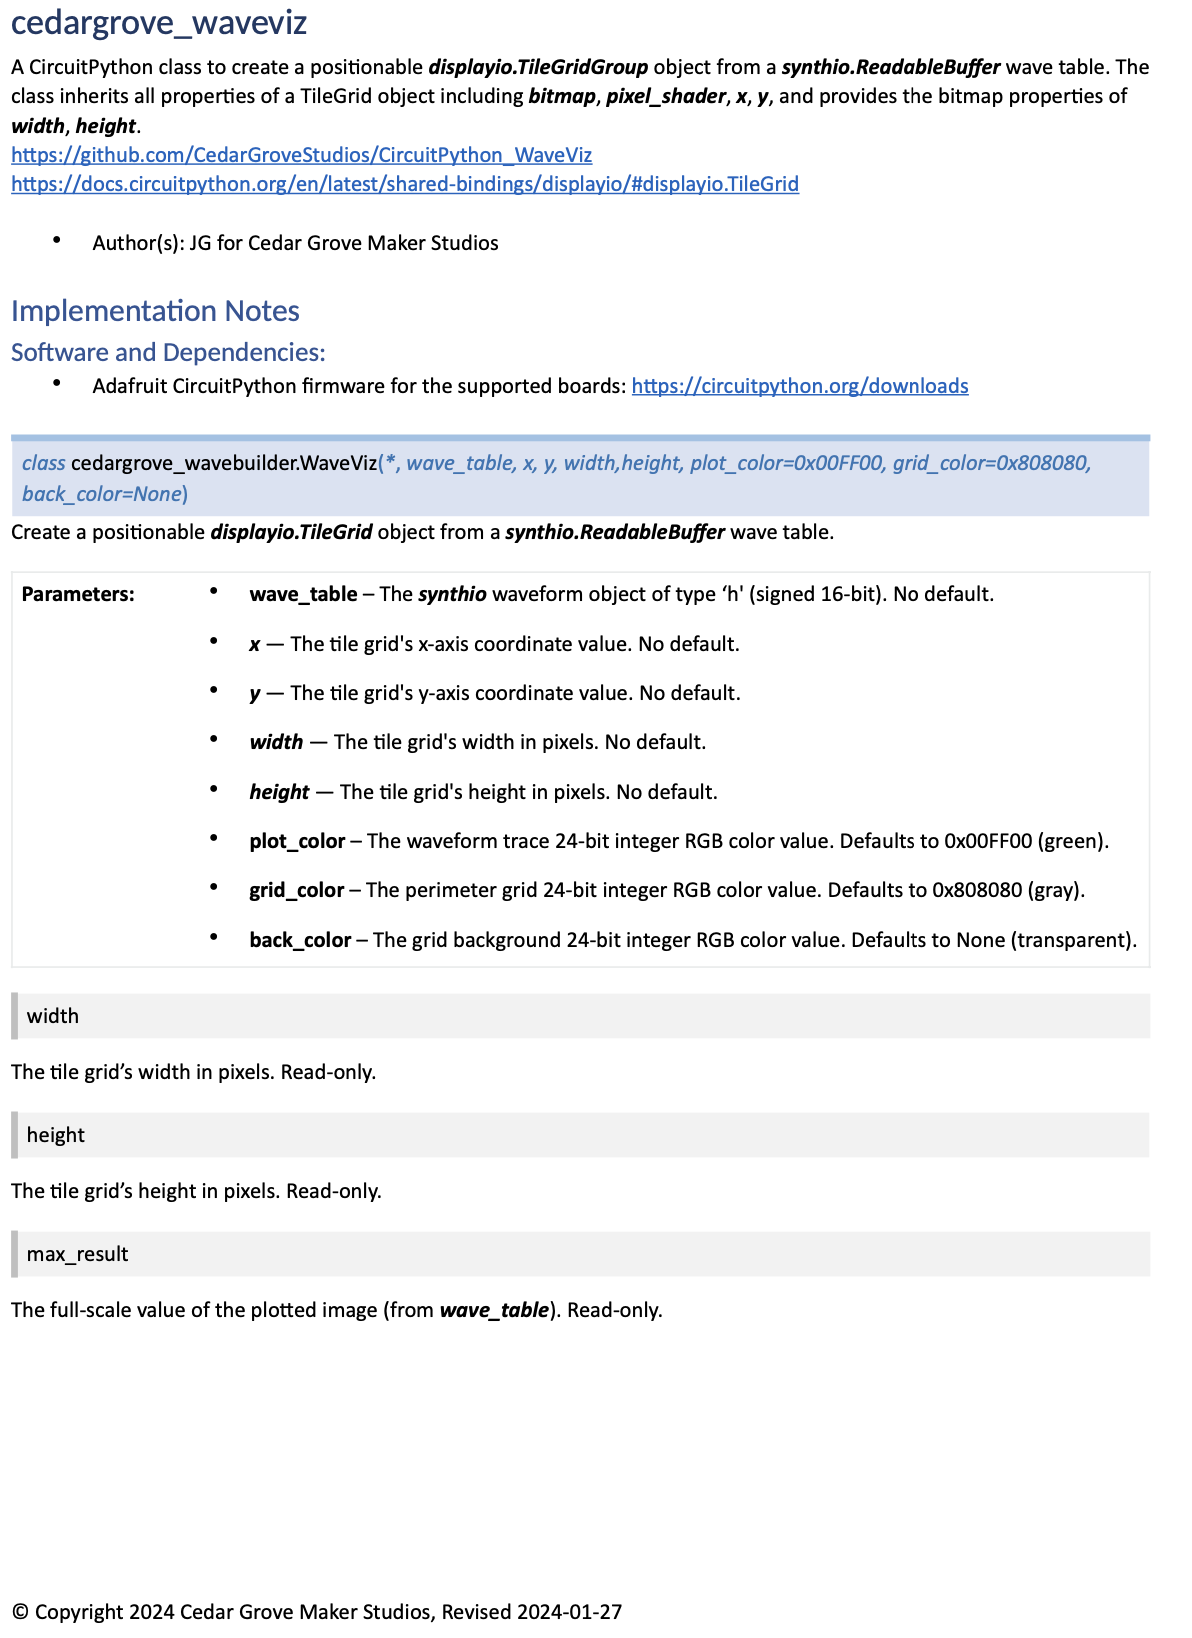 cedargrove_waveviz
A CircuitPython class to create a positionable displayio.TileGridGroup object from a synthio.ReadableBuffer wave table. The
class inherits all properties of a TileGrid object including bitmap, pixel_shader, x, y, and provides the bitmap properties of
width, height.
https://github.com/CedarGroveStudios/CircuitPython_WaveViz
https://docs.circuitpython.org/en/latest/shared-bindings/displayio/#displayio.TileGrid
• Author(s): JG for Cedar Grove Maker Studios
Implementation Notes
Software and Dependencies:
• Adafruit CircuitPython firmware for the supported boards: https://circuitpython.org/downloads
class cedargrove_wavebuilder.WaveViz(*, wave_table, x, y, width,height, plot_color=0x00FF00, grid_color=0x808080,
back_color=None)
Create a positionable displayio.TileGrid object from a synthio.ReadableBuffer wave table.
Parameters: • wave_table – The synthio waveform object of type ‘h' (signed 16-bit). No default.
• x — The tile grid's x-axis coordinate value. No default.
• y — The tile grid's y-axis coordinate value. No default.
• width — The tile grid's width in pixels. No default.
• height — The tile grid's height in pixels. No default.
• plot_color – The waveform trace 24-bit integer RGB color value. Defaults to 0x00FF00 (green).
• grid_color – The perimeter grid 24-bit integer RGB color value. Defaults to 0x808080 (gray).
• back_color – The grid background 24-bit integer RGB color value. Defaults to None (transparent).
width
The tile grid’s width in pixels. Read-only.
height
The tile grid’s height in pixels. Read-only.
max_result
The full-scale value of the plotted image (from wave_table). Read-only.
© Copyright 2024 Cedar Grove Maker Studios, Revised 2024-01-27